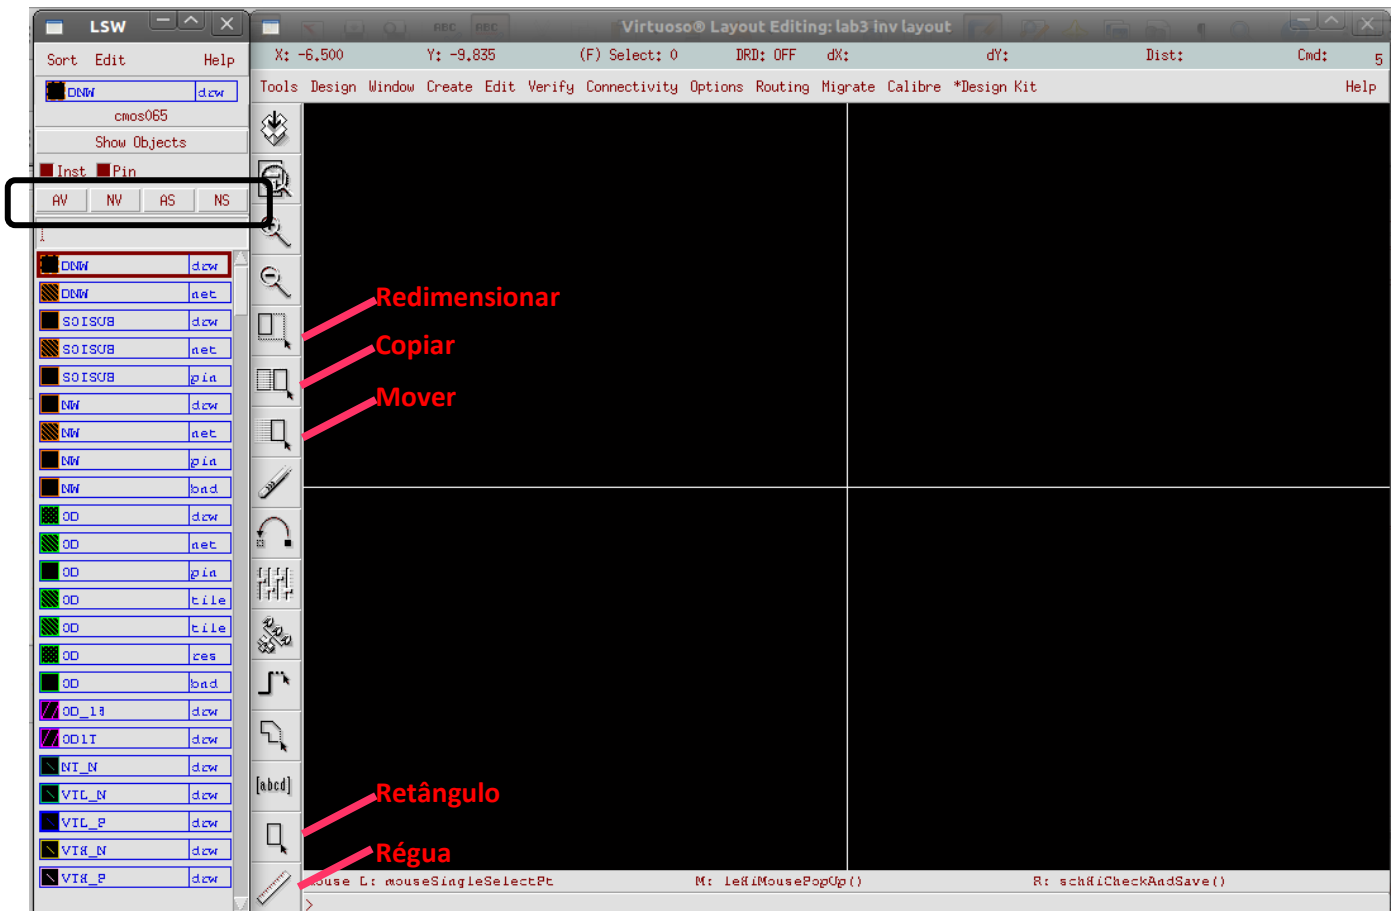 LSW
Sort Edit Help
DNW drw
cmos065
Show Objects
Inst Pin
AV NV AS NS
DNW drw
DNW net
SOISUB drw
SOISUB net
SOISUB pin
NW drw
NW net
NW pin
NW bnd
OD drw
OD net
OD pin
OD tile
OD tile
OD res
OD bnd
OD_18 drw
OD1T drw
NT_N drw
VTL_N drw
VTL_P drw
VTH_N drw
VTH_P drw
Virtuoso® Layout Editing: lab3 inv layout
X: -6.500 Y: -9.835 (F) Select: 0 DRD: OFF dX: dY: Dist: Cmd: 5
Tools Design Window Create Edit Verify Connectivity Options Routing Migrate Calibre *Design Kit Help
Redimensionar
Copiar
Mover
[abcd]
Retângulo
Régua
mouse L: mouseSingleSelectPt M: leHiMousePopUp() R: schHiCheckAndSave()
>